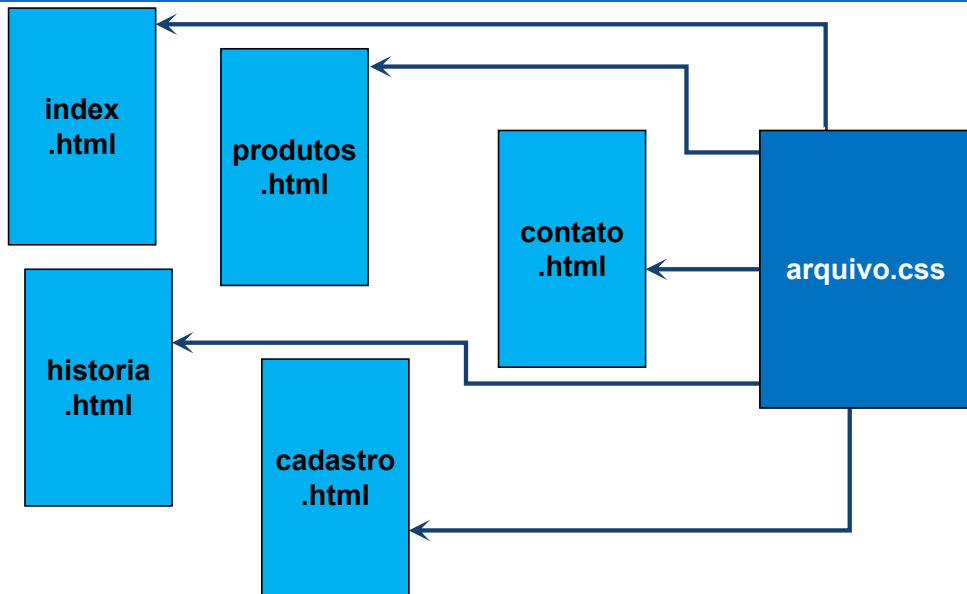 index
.html
produtos
.html
contato
.html
arquivo.css
historia
.html
cadastro
.html